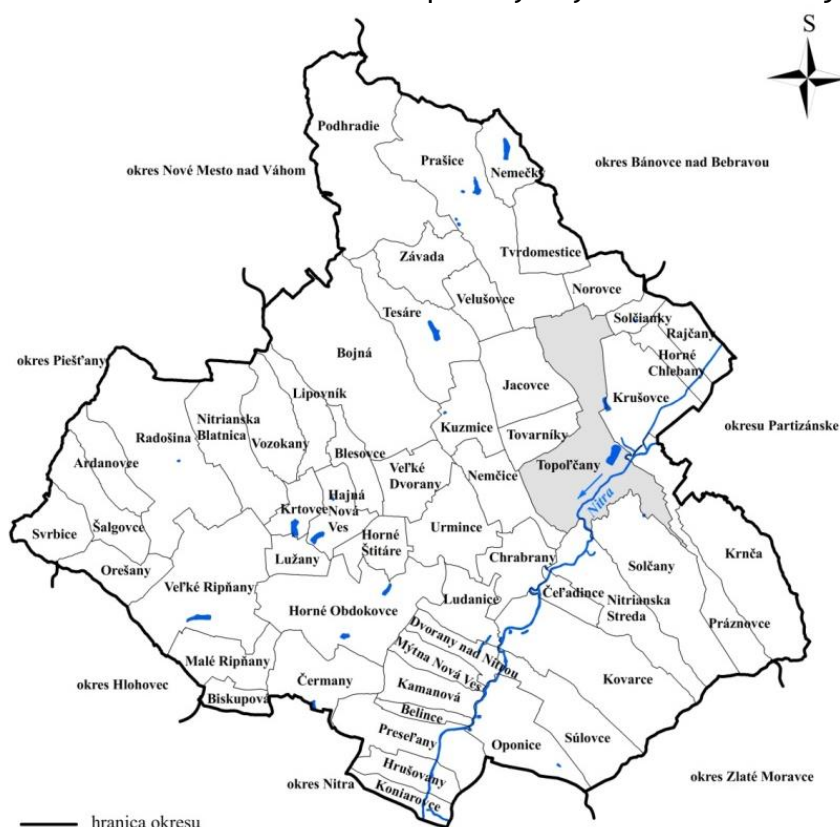 S
Podhradie
Prašice
Nemečky
okres Nové Mesto nad Váhom
okres Bánovce nad Bebravou
Závada
Tvrdomestice
Velušovce
Norovce
Tesáre
Solčianky
Rajčany
Bojná
Horné
Chlebany
okres Piešťany
Jacovce
Lipovník
Krušovce
Nitrianska
Blatnica
Radošina
Vozokany
Kuzmice
Tovarníky
okresu Partizánske
Blesovce
Ardanovce
Veľké
Dvorany
Nemčice
Topoľčany
Hajná
Nová
Ves
Krtovce
Nitra
Šalgovce
Svrbice
Urmince
Horné
Štitáre
Lužany
Chrabrany
Krnča
Orešany
Solčany
Veľké Ripňany
Čeľadince
Ludanice
Nitrianska
Streda
Horné Obdokovce
Práznovce
Dvorany nad Nitrou
Mýtna Nová Ves
Malé Ripňany
Kovarce
okres Hlohovec
Čermany
Kamanová
Biskupová
Belince
Preseľany
Súlovce
Oponice
Hrušovany
okres Nitra
okres Zlaté Moravce
Koniarovce
hranica okresu